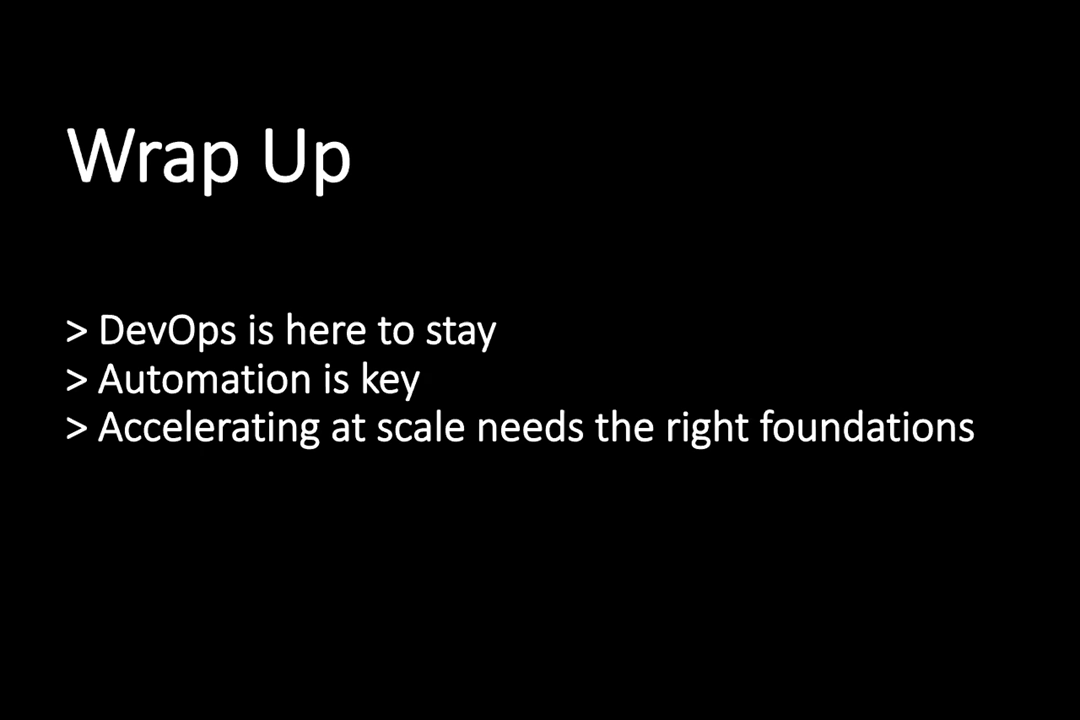 Wrap Up
> DevOps is here to stay
> Automation is key
> Accelerating at scale needs the right foundations